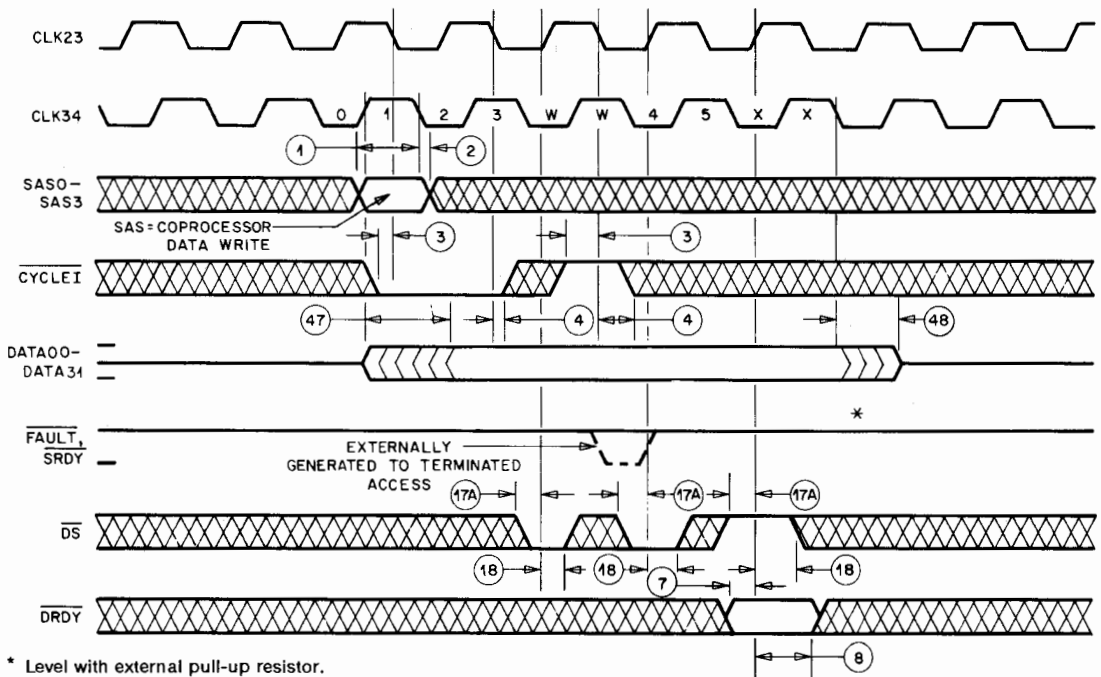 CLK23
CLK34
0 1 2 3 W W 4 5 X X
1 2
SAS0-
SAS3
SAS=COPROCESSOR
DATA WRITE
3 3
CYCLEI
47 4 4 48
DATA00-
DATA31
*
FAULT,
SRDY
EXTERNALLY
GENERATED TO TERMINATED
ACCESS
17A 17A 17A
DS
18 18 7 18
DRDY
8
* Level with external pull-up resistor.